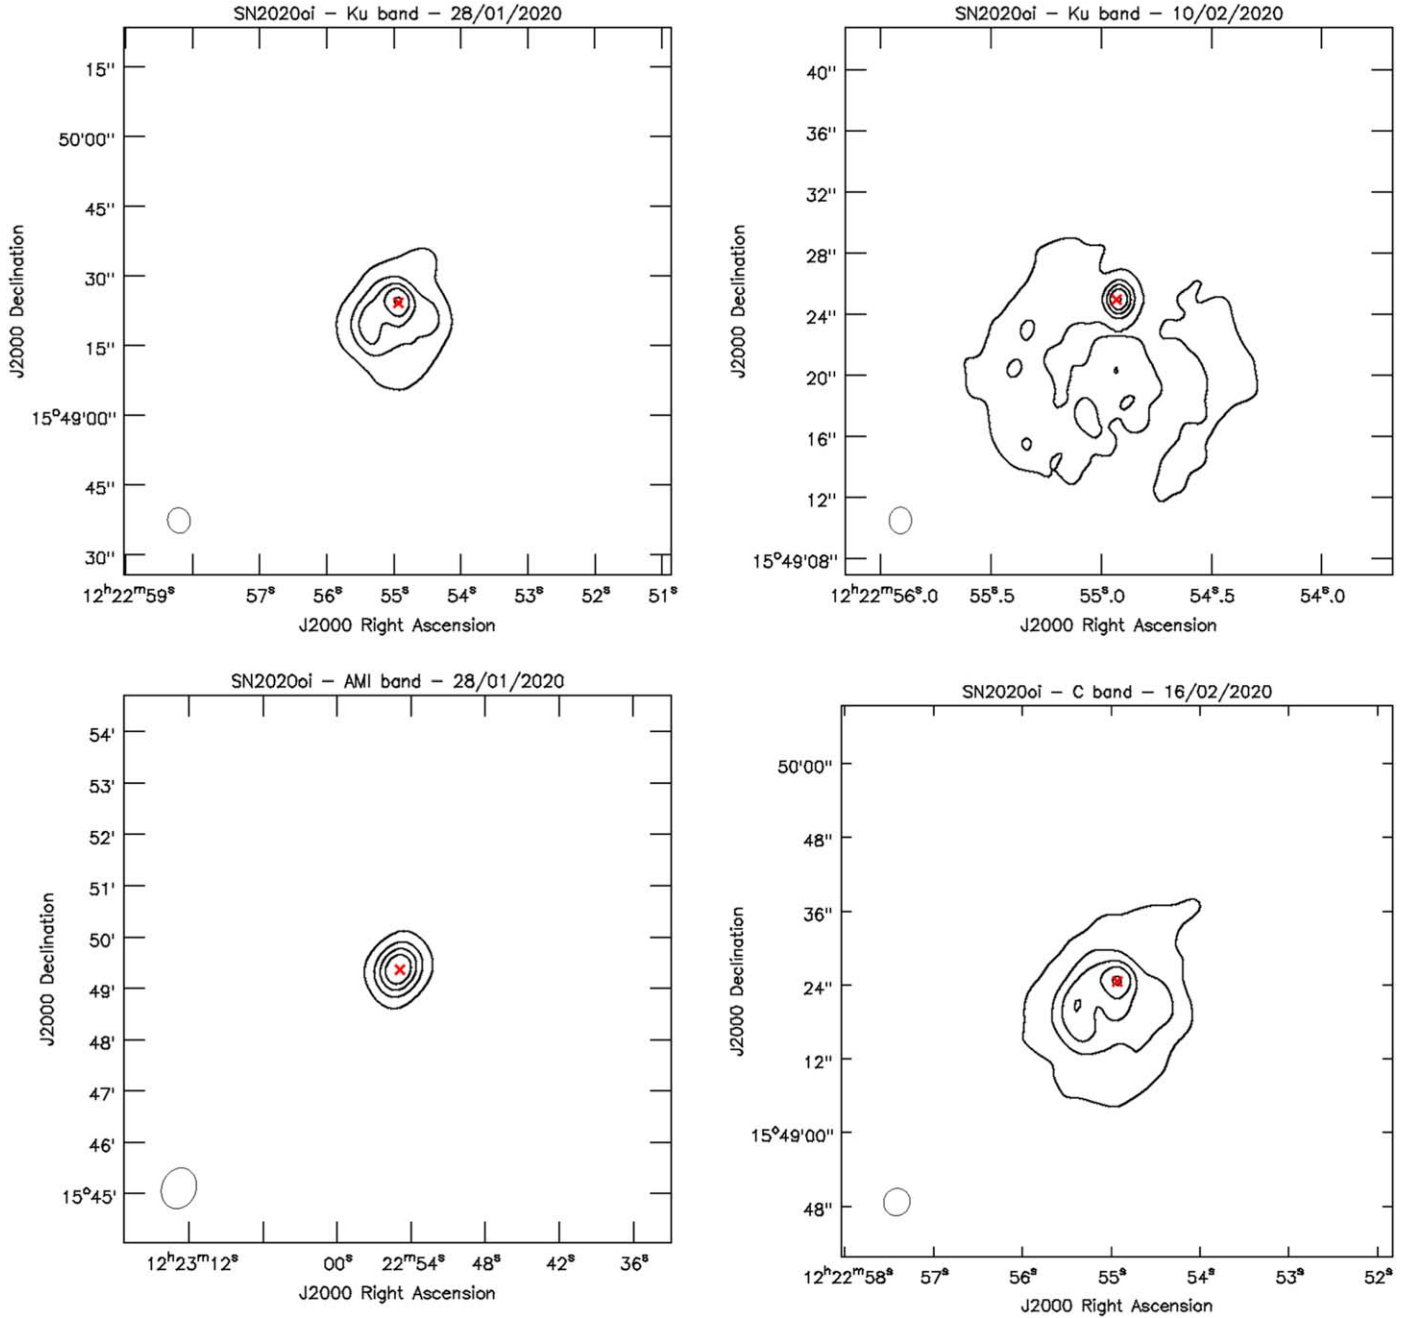 SN2020oi – Ku band – 28/01/2020
15"
50'00"
45"
30"
15"
15°49'00"
45"
30"
J2000 Declination
12ʰ22ᵐ59ˢ 57ˢ 56ˢ 55ˢ 54ˢ 53ˢ 52ˢ 51ˢ
J2000 Right Ascension
SN2020oi – Ku band – 10/02/2020
40"
36"
32"
28"
24"
20"
16"
12"
15°49'08"
J2000 Declination
12ʰ22ᵐ56ˢ.0 55ˢ.5 55ˢ.0 54ˢ.5 54ˢ.0
J2000 Right Ascension
SN2020oi – AMI band – 28/01/2020
54'
53'
52'
51'
50'
49'
48'
47'
46'
15°45'
J2000 Declination
12ʰ23ᵐ12ˢ 00ˢ 22ᵐ54ˢ 48ˢ 42ˢ 36ˢ
J2000 Right Ascension
SN2020oi – C band – 16/02/2020
50'00"
48"
36"
24"
12"
15°49'00"
48"
J2000 Declination
12ʰ22ᵐ58ˢ 57ˢ 56ˢ 55ˢ 54ˢ 53ˢ 52ˢ
J2000 Right Ascension